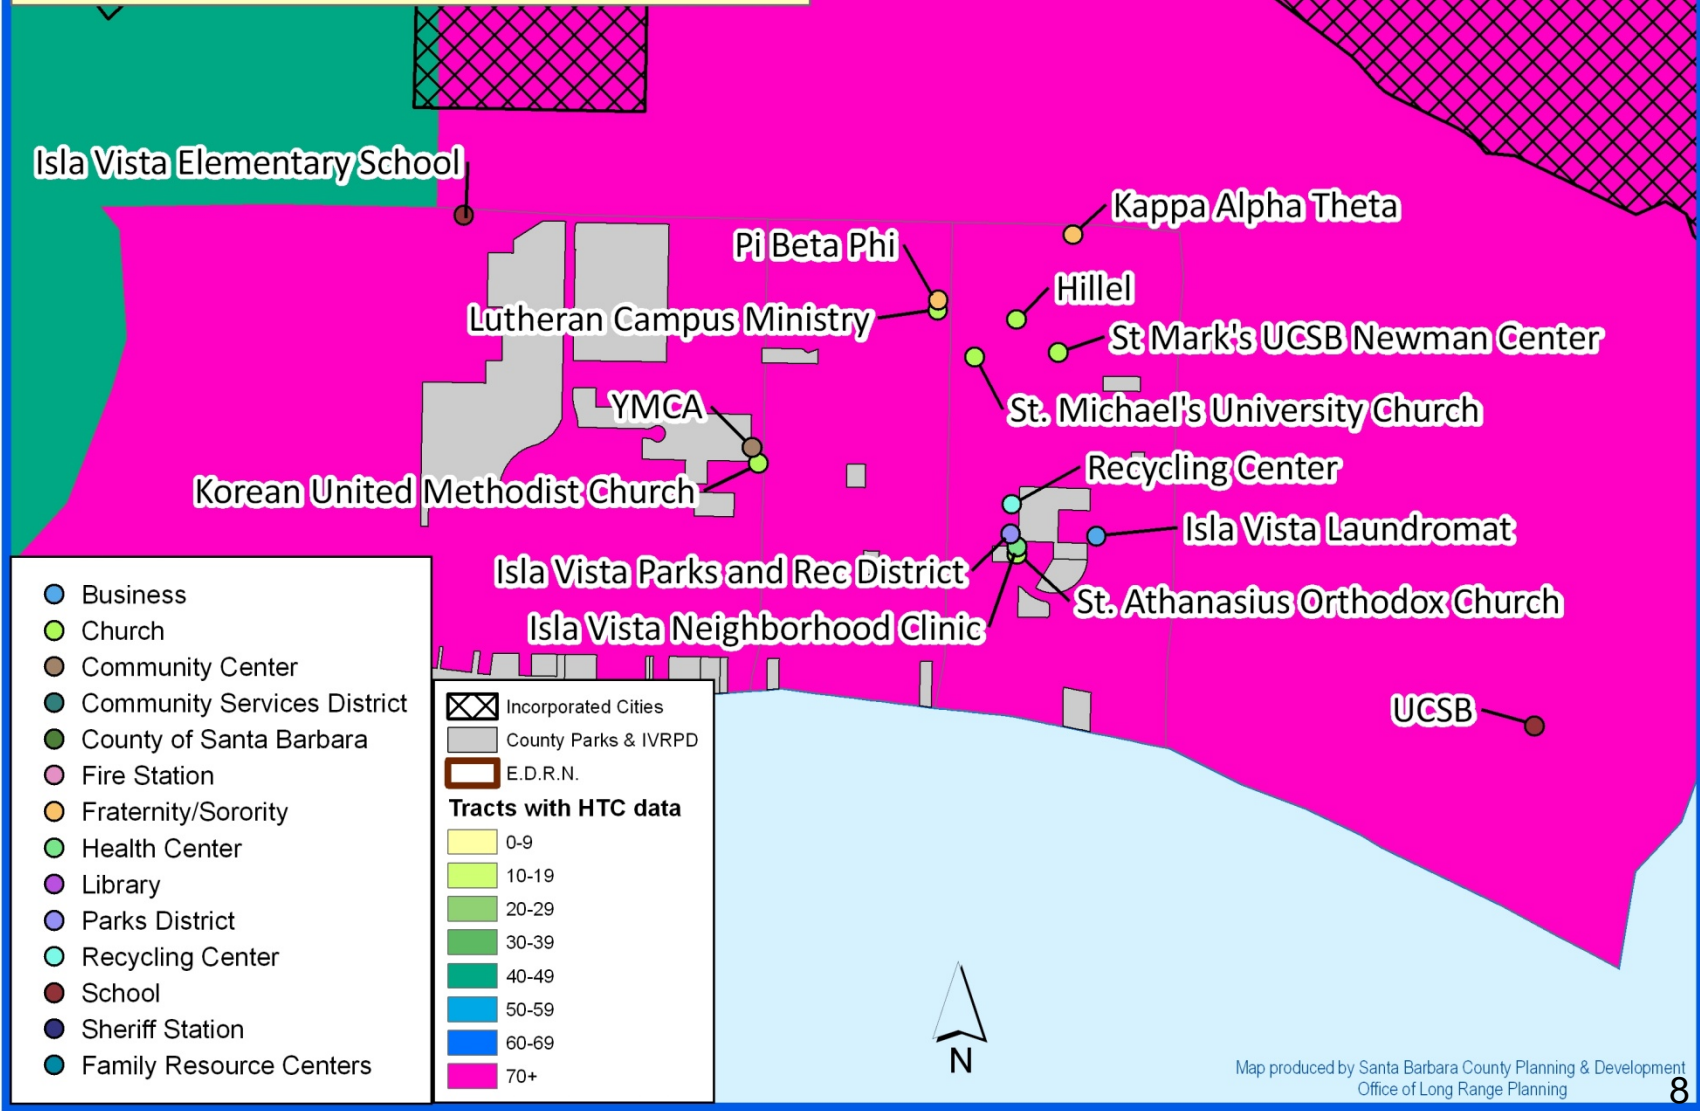 Isla Vista Elementary School
Kappa Alpha Theta
Pi Beta Phi
Hillel
Lutheran Campus Ministry
St Mark's UCSB Newman Center
YMCA
St. Michael's University Church
Recycling Center
Korean United Methodist Church
Isla Vista Laundromat
Isla Vista Parks and Rec District
St. Athanasius Orthodox Church
Isla Vista Neighborhood Clinic
UCSB
Business
Church
Community Center
Community Services District
County of Santa Barbara
Fire Station
Fraternity/Sorority
Health Center
Library
Parks District
Recycling Center
School
Sheriff Station
Family Resource Centers
Incorporated Cities
County Parks & IVRPD
E.D.R.N.
Tracts with HTC data
0-9
10-19
20-29
30-39
40-49
50-59
60-69
70+
N
Map produced by Santa Barbara County Planning & Development
Office of Long Range Planning
8